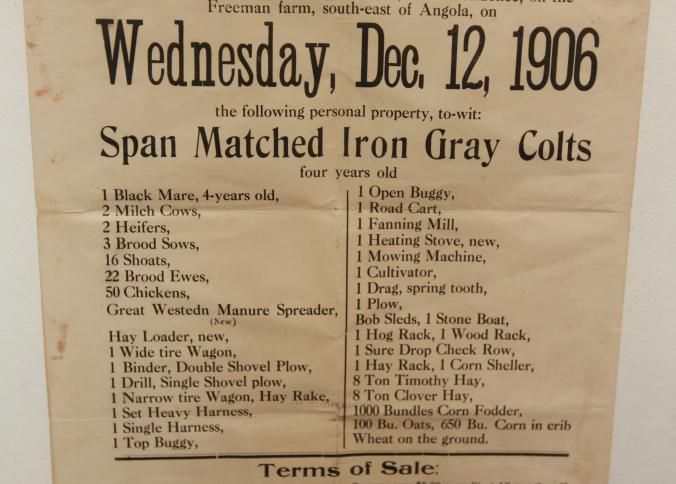 Freeman farm, south-east of Angola, on
Wednesday, Dec. 12, 1906
the following personal property, to-wit:
Span Matched Iron Gray Colts
four years old
1 Black Mare, 4-years old,
2 Milch Cows,
2 Heifers,
3 Brood Sows,
16 Shoats,
22 Brood Ewes,
50 Chickens,
Great Westedn Manure Spreader,
(New)
Hay Loader, new,
1 Wide tire Wagon,
1 Binder, Double Shovel Plow,
1 Drill, Single Shovel plow,
1 Narrow tire Wagon, Hay Rake,
1 Set Heavy Harness,
1 Single Harness,
1 Top Buggy,
1 Open Buggy,
1 Road Cart,
1 Fanning Mill,
1 Heating Stove, new,
1 Mowing Machine,
1 Cultivator,
1 Drag, spring tooth,
1 Plow,
Bob Sleds, 1 Stone Boat,
1 Hog Rack, 1 Wood Rack,
1 Sure Drop Check Row,
1 Hay Rack, 1 Corn Sheller,
8 Ton Timothy Hay,
8 Ton Clover Hay,
1000 Bundles Corn Fodder,
100 Bu. Oats, 650 Bu. Corn in crib
Wheat on the ground.
Terms of Sale: